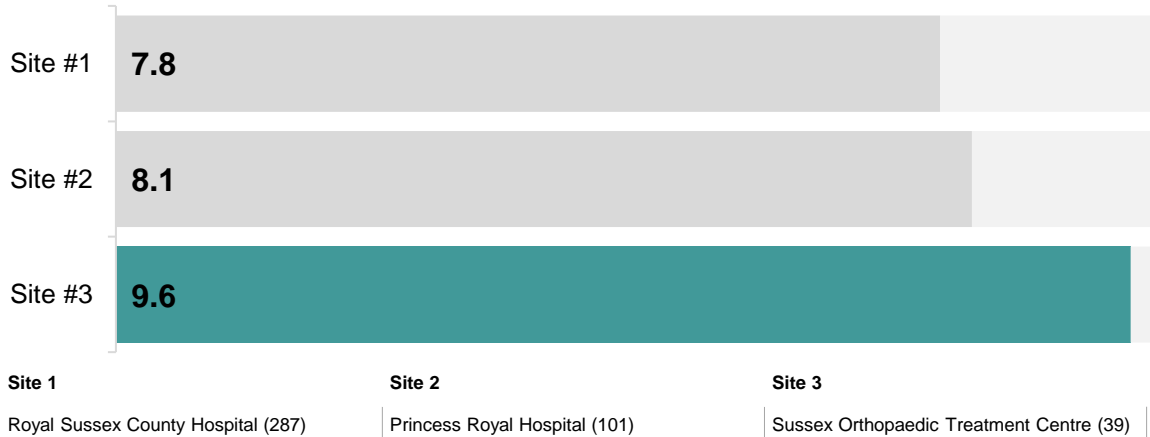 Site #1 7.8
Site #2 8.1
Site #3 9.6
Site 1 Site 2 Site 3
Royal Sussex County Hospital (287) Princess Royal Hospital (101) Sussex Orthopaedic Treatment Centre (39)